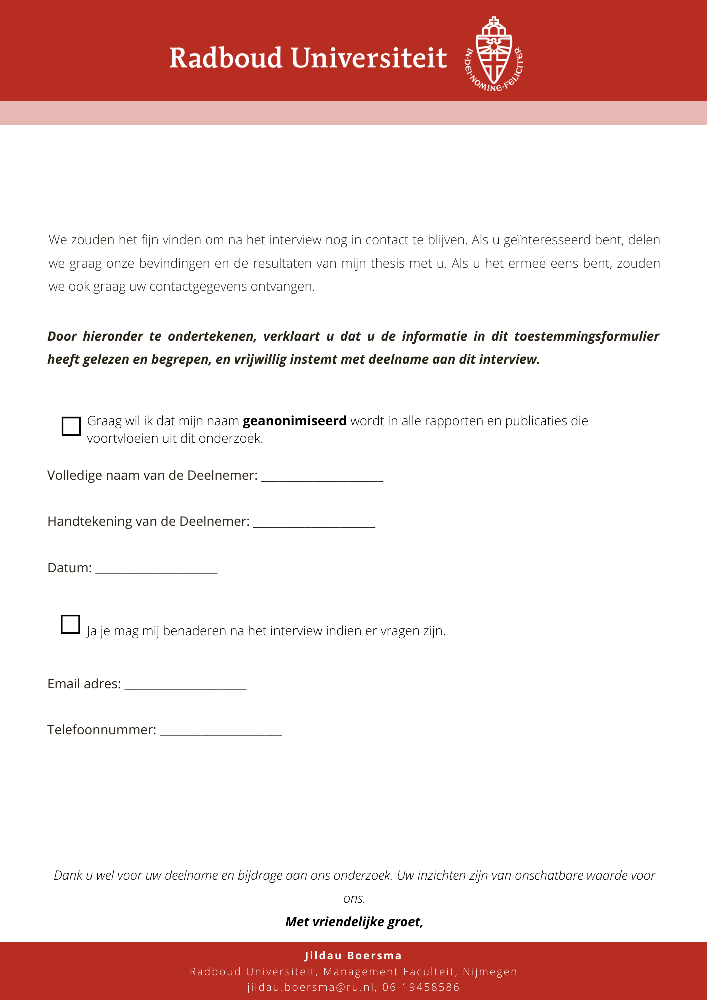 Radboud Universiteit
IN·DEI·NOMINE·FELICITER
We zouden het fijn vinden om na het interview nog in contact te blijven. Als u geïnteresseerd bent, delen
we graag onze bevindingen en de resultaten van mijn thesis met u. Als u het ermee eens bent, zouden
we ook graag uw contactgegevens ontvangen.
Door hieronder te ondertekenen, verklaart u dat u de informatie in dit toestemmingsformulier
heeft gelezen en begrepen, en vrijwillig instemt met deelname aan dit interview.
Graag wil ik dat mijn naam geanonimiseerd wordt in alle rapporten en publicaties die
voortvloeien uit dit onderzoek.
Volledige naam van de Deelnemer: _____________________
Handtekening van de Deelnemer: _____________________
Datum: _____________________
Ja je mag mij benaderen na het interview indien er vragen zijn.
Email adres: _____________________
Telefoonnummer: _____________________
Dank u wel voor uw deelname en bijdrage aan ons onderzoek. Uw inzichten zijn van onschatbare waarde voor
ons.
Met vriendelijke groet,
Jildau Boersma
Radboud Universiteit, Management Faculteit, Nijmegen
jildau.boersma@ru.nl, 06-19458586